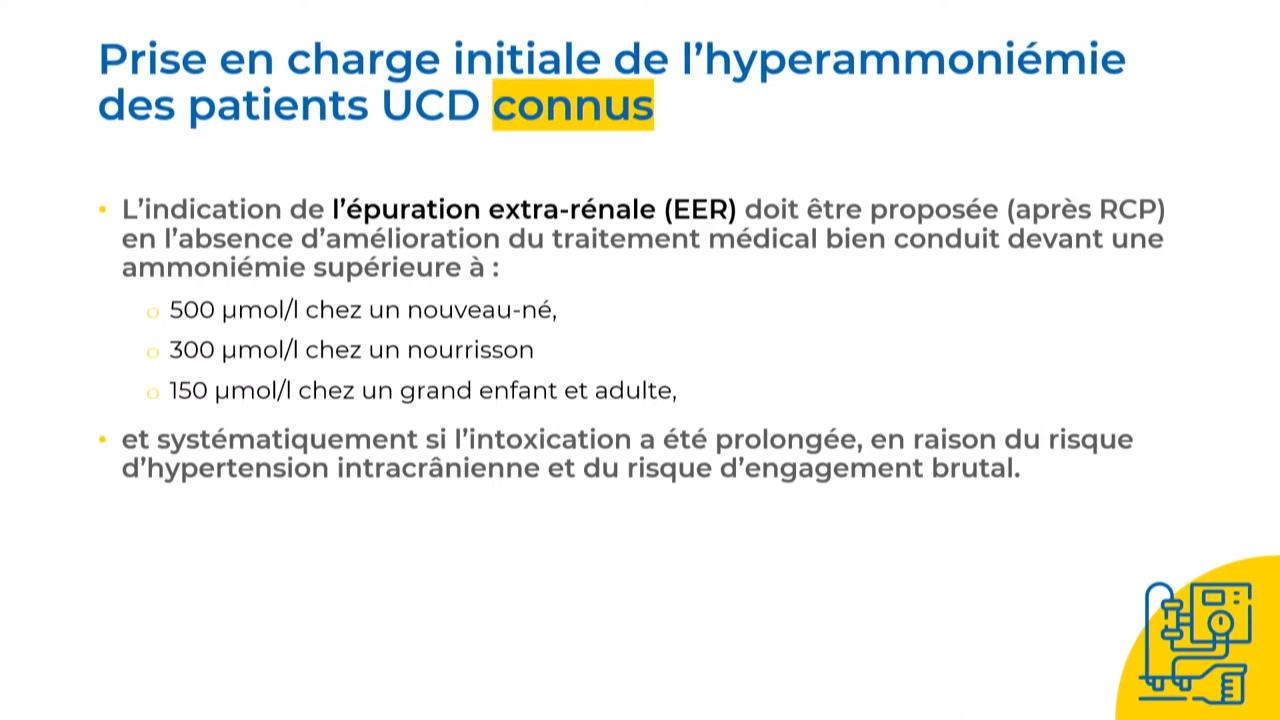 Prise en charge initiale de l’hyperammoniémie
des patients UCD connus
• L’indication de l’épuration extra-rénale (EER) doit être proposée (après RCP)
en l’absence d’amélioration du traitement médical bien conduit devant une
ammoniémie supérieure à :
o 500 µmol/l chez un nouveau-né,
o 300 µmol/l chez un nourrisson
o 150 µmol/l chez un grand enfant et adulte,
• et systématiquement si l’intoxication a été prolongée, en raison du risque
d’hypertension intracrânienne et du risque d’engagement brutal.